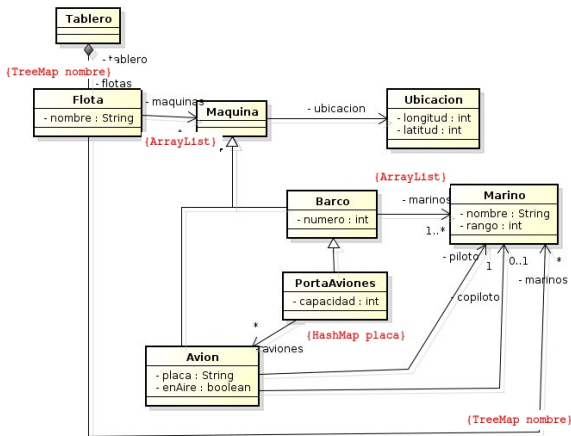 Tablero
- tablero
{TreeMap nombre}
- flotas
Flota
- nombre : String
- maquinas
*
{ArrayList}
Maquina
- ubicacion
Ubicacion
- longitud : int
- latitud : int
{ArrayList}
Barco
- numero : int
- marinos
1..*
Marino
- nombre : String
- rango : int
- piloto
1
0..1
*
- marinos
- copiloto
PortaAviones
- capacidad : int
*
{HashMap placa}
- aviones
Avion
- placa : String
- enAire : boolean
{TreeMap nombre}